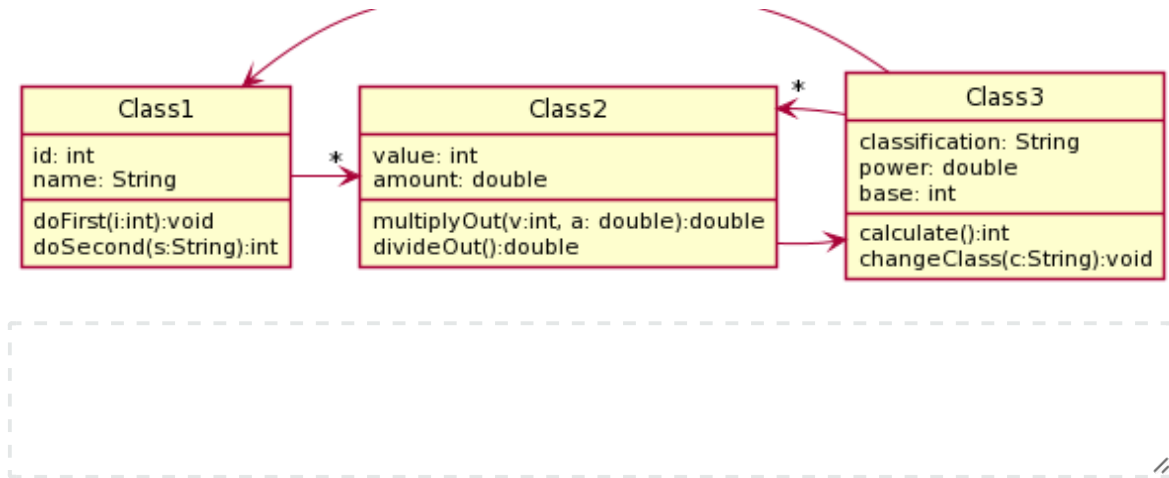 Class1
id: int
name: String
doFirst(i:int):void
doSecond(s:String):int
*
Class2
value: int
amount: double
multiplyOut(v:int, a: double):double
divideOut():double
*
Class3
classification: String
power: double
base: int
calculate():int
changeClass(c:String):void